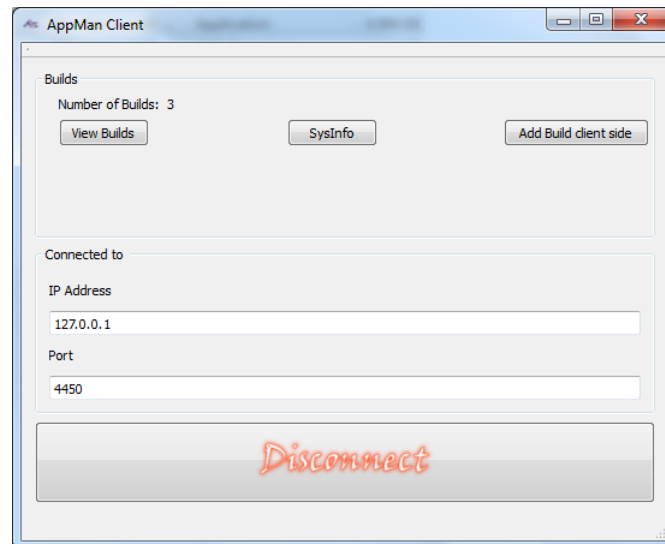 AppMan Client
Builds
Number of Builds: 3
View Builds SysInfo Add Build client side
Connected to
IP Address
127.0.0.1
Port
4450
Disconnect